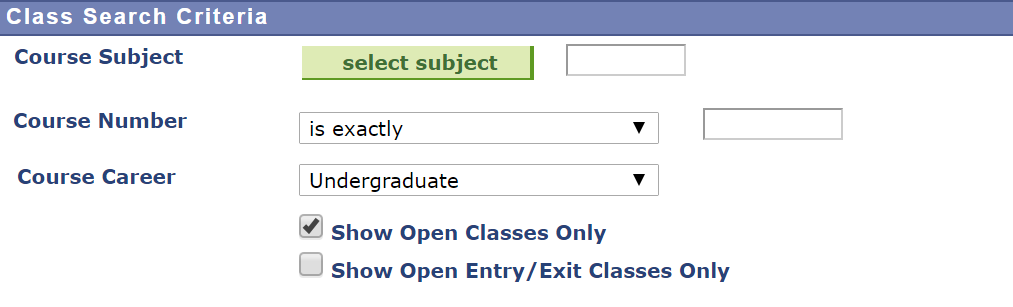 Class Search Criteria
Course Subject select subject
Course Number is exactly
Course Career Undergraduate
Show Open Classes Only
Show Open Entry/Exit Classes Only